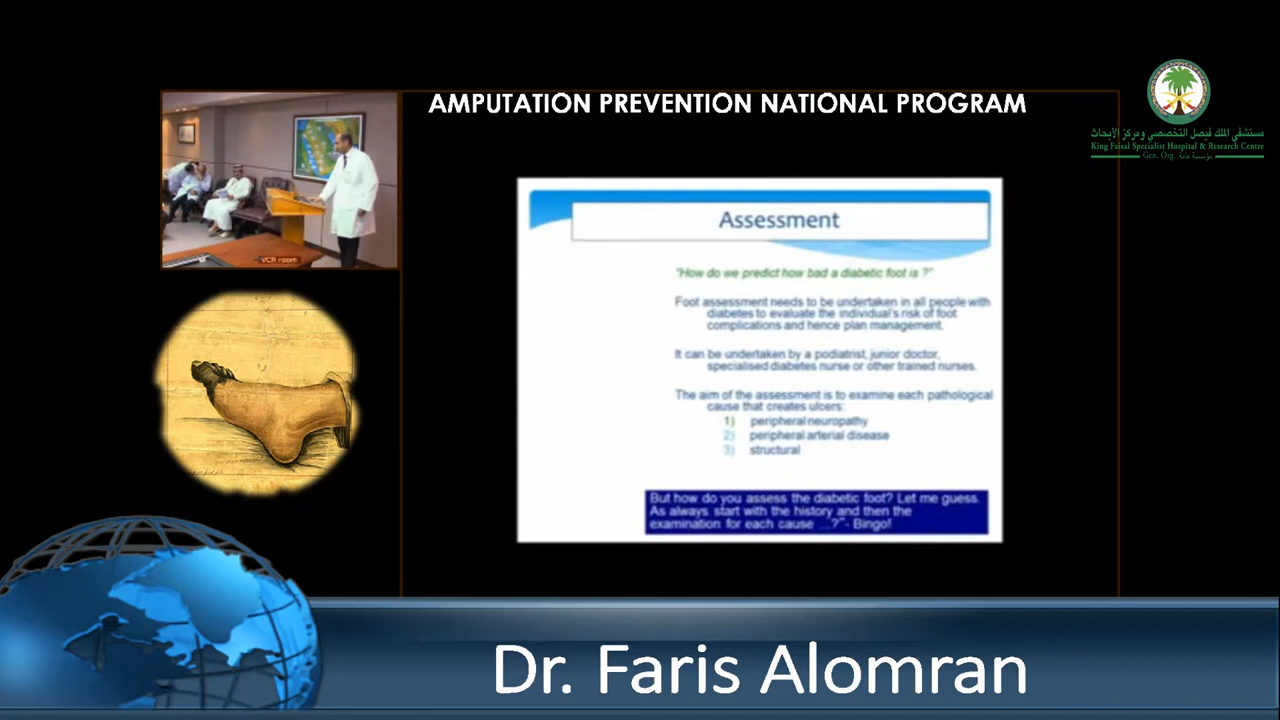 AMPUTATION PREVENTION NATIONAL PROGRAM
مستشفى الملك فيصل التخصصي ومركز الأبحاث
King Faisal Specialist Hospital & Research Centre
Gen. Org. مؤسسة عامة
VCR room
Assessment
"How do we predict how bad a diabetic foot is ?"
Foot assessment needs to be undertaken in all people with
diabetes to evaluate the individual's risk of foot
complications and hence plan management.
It can be undertaken by a podiatrist, junior doctor,
specialised diabetes nurse or other trained nurses.
The aim of the assessment is to examine each pathological
cause that creates ulcers:
1) peripheral neuropathy
2) peripheral arterial disease
3) structural
But how do you assess the diabetic foot? Let me guess.
As always start with the history and then the
examination for each cause …?"- Bingo!
Dr. Faris Alomran